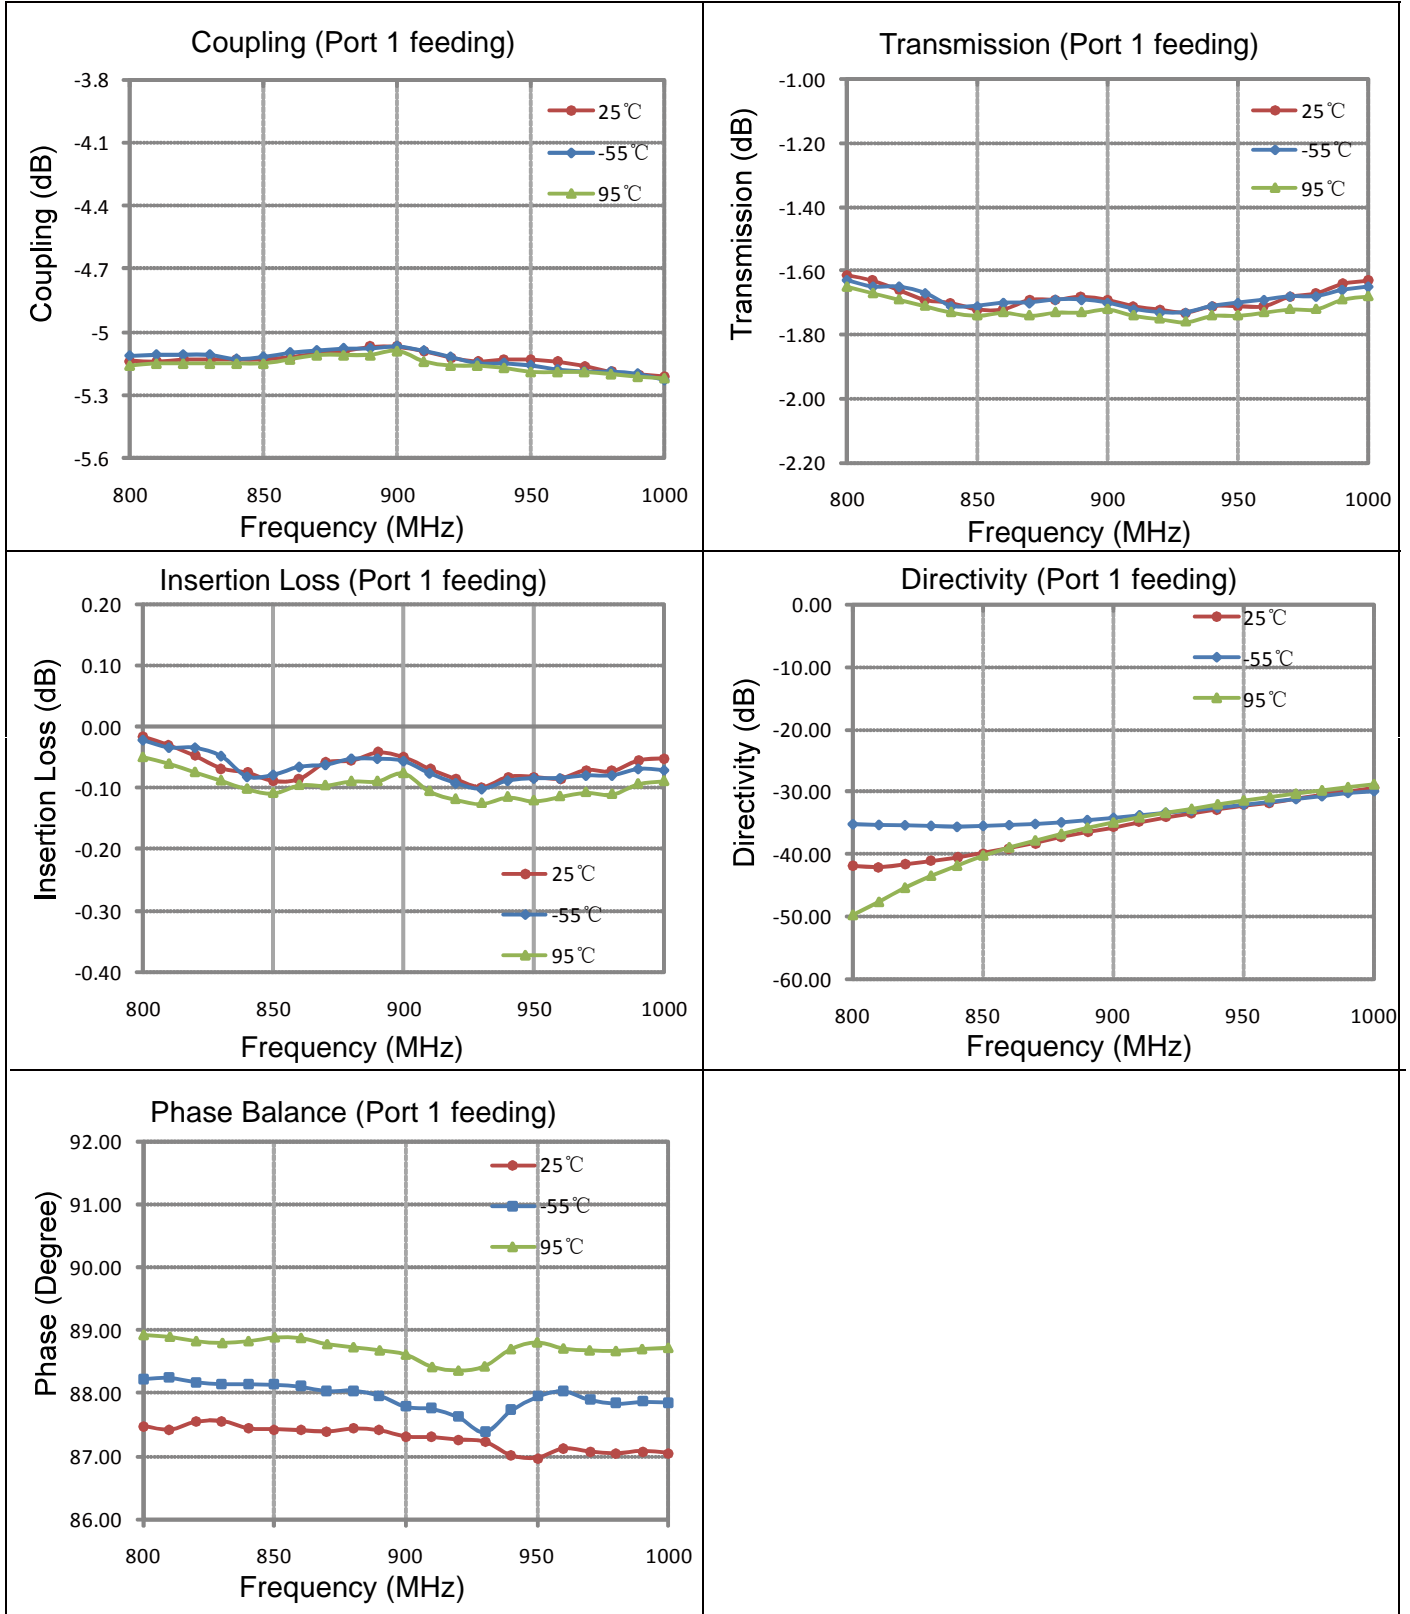 Coupling (Port 1 feeding)
Coupling (dB)
-3.8
-4.1
-4.4
-4.7
-5
-5.3
-5.6
25℃
-55℃
95℃
800 850 900 950 1000
Frequency (MHz)
Transmission (Port 1 feeding)
Transmission (dB)
-1.00
-1.20
-1.40
-1.60
-1.80
-2.00
-2.20
25℃
-55℃
95℃
800 850 900 950 1000
Frequency (MHz)
Insertion Loss (Port 1 feeding)
Insertion Loss (dB)
0.20
0.10
0.00
-0.10
-0.20
-0.30
-0.40
25℃
-55℃
95℃
800 850 900 950 1000
Frequency (MHz)
Directivity (Port 1 feeding)
Directivity (dB)
0.00
-10.00
-20.00
-30.00
-40.00
-50.00
-60.00
25℃
-55℃
95℃
800 850 900 950 1000
Frequency (MHz)
Phase Balance (Port 1 feeding)
Phase (Degree)
92.00
91.00
90.00
89.00
88.00
87.00
86.00
25℃
-55℃
95℃
800 850 900 950 1000
Frequency (MHz)